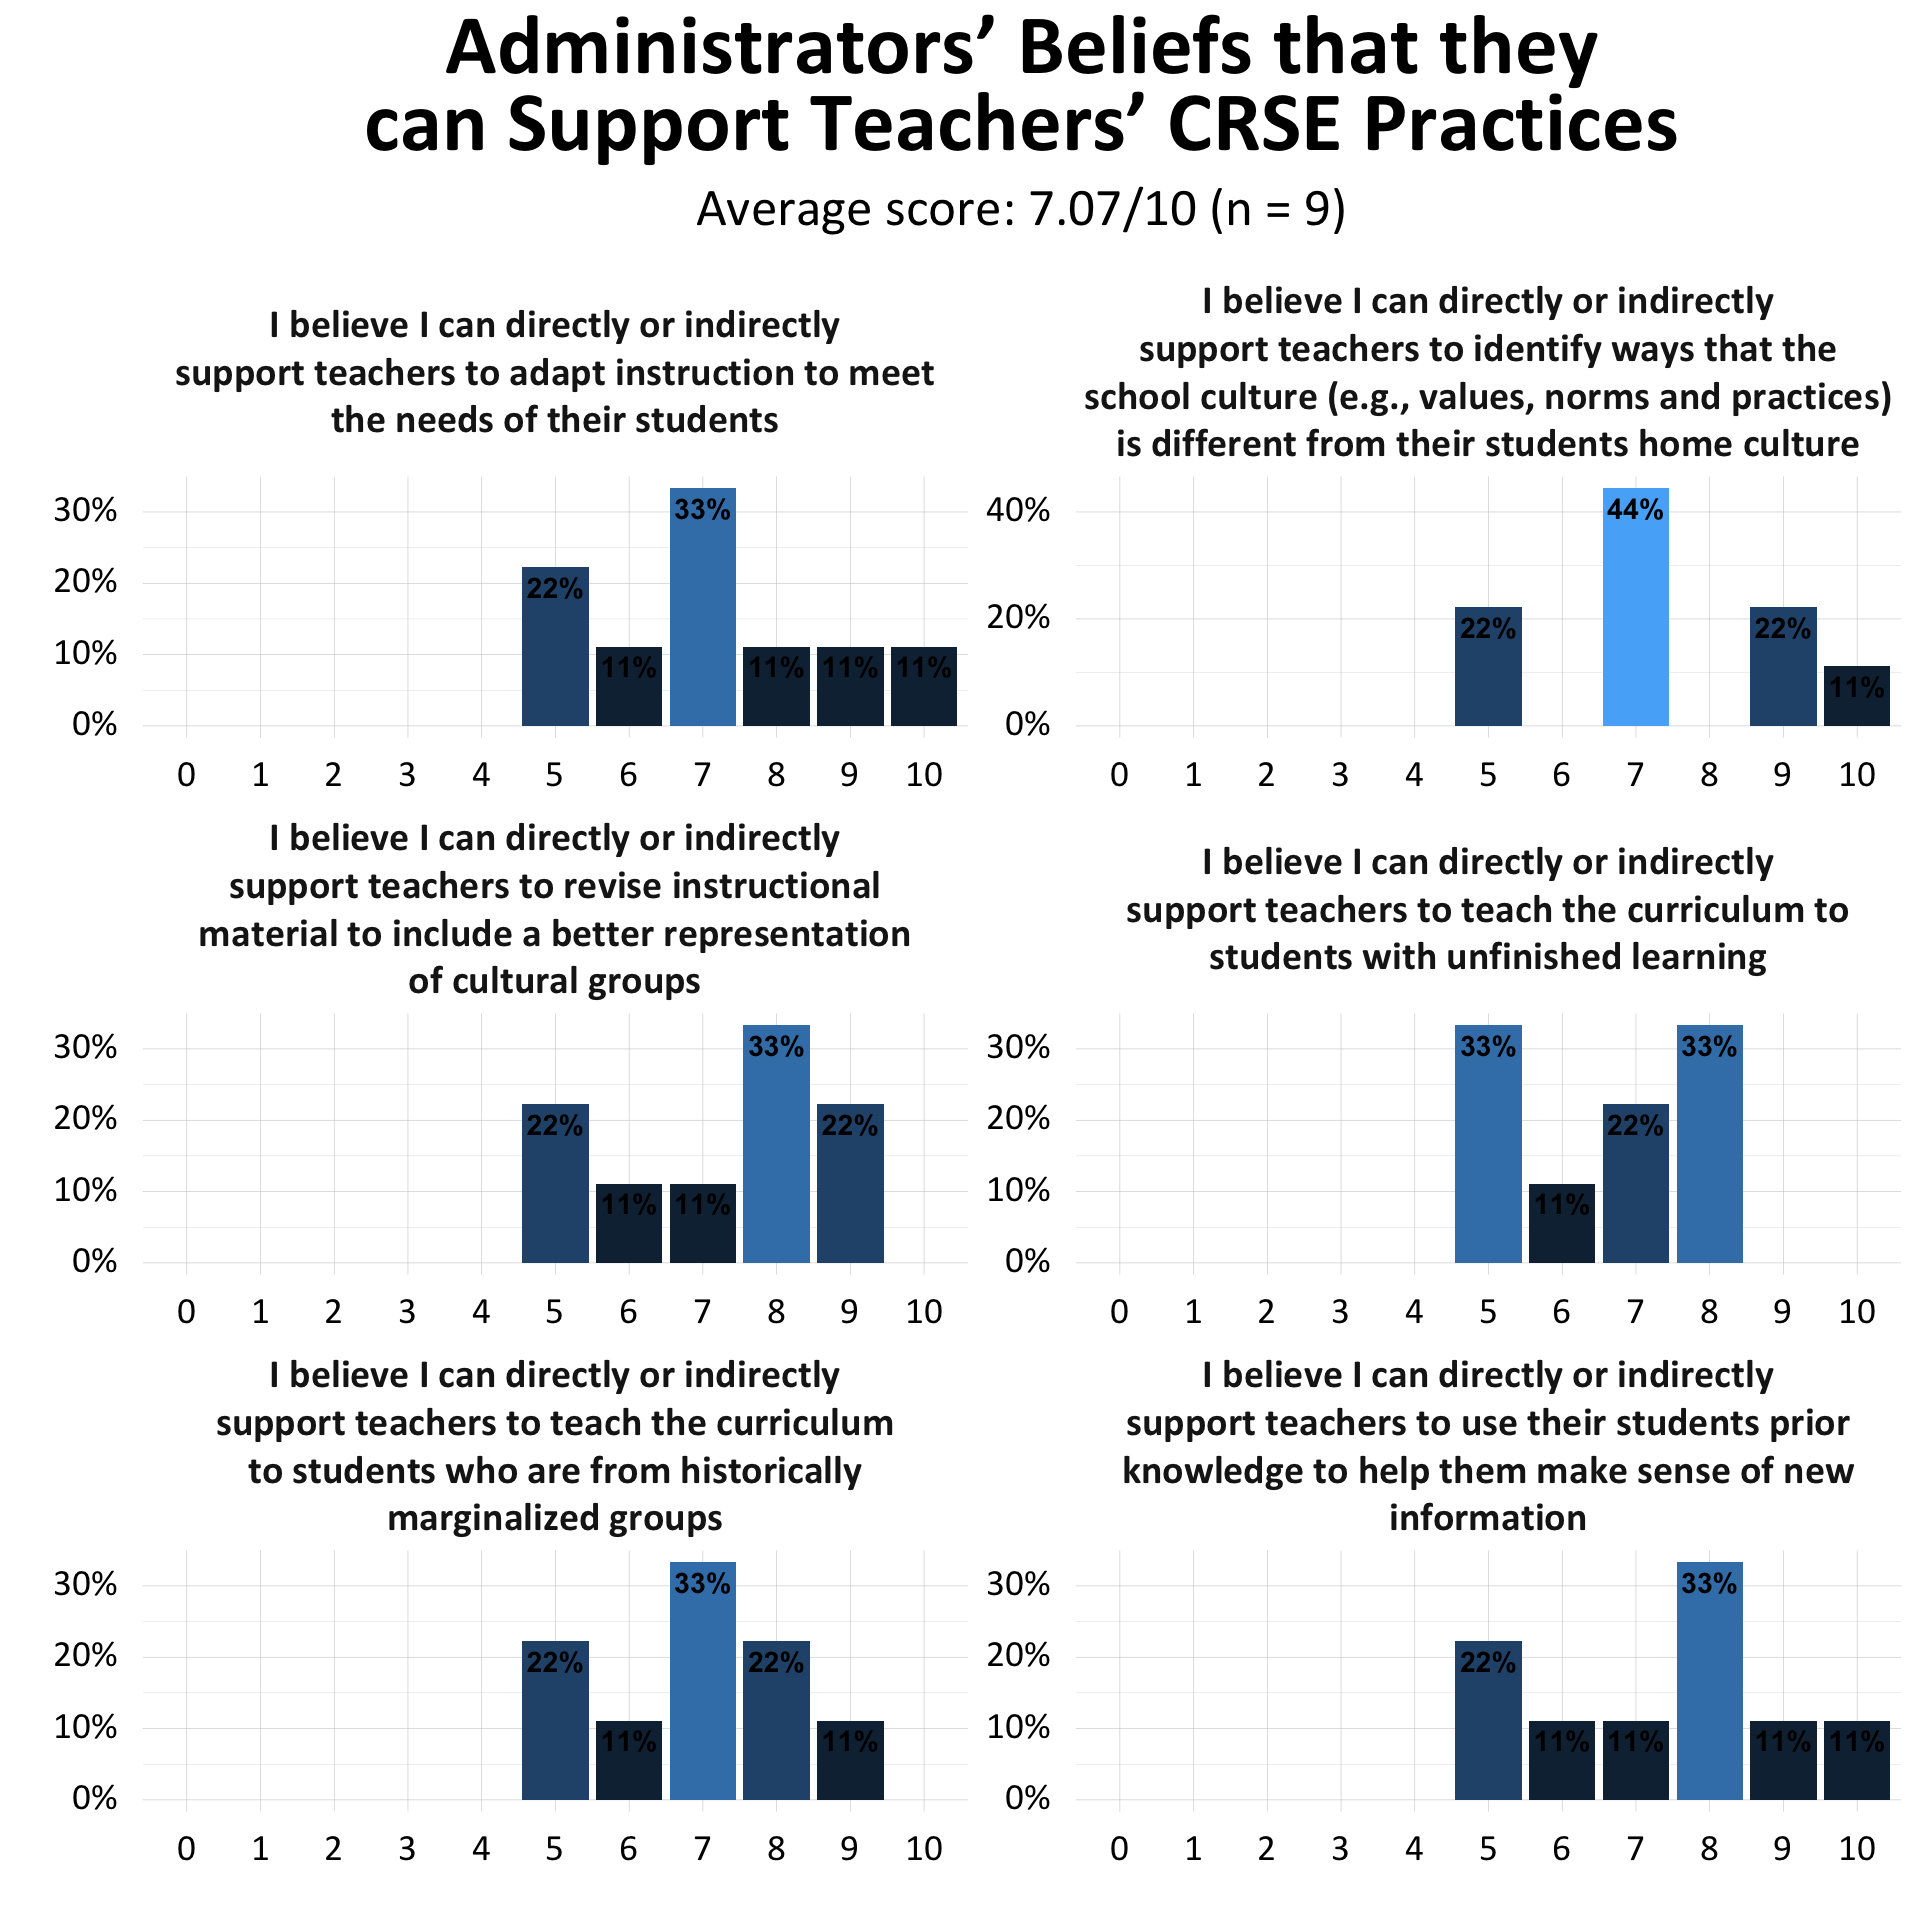 Administrators’ Beliefs that they
can Support Teachers’ CRSE Practices
Average score: 7.07/10 (n = 9)
I believe I can directly or indirectly
support teachers to adapt instruction to meet
the needs of their students
30%
20%
10%
0%
22%
11%
33%
11%
11%
11%
0 1 2 3 4 5 6 7 8 9 10
I believe I can directly or indirectly
support teachers to identify ways that the
school culture (e.g., values, norms and practices)
is different from their students home culture
40%
20%
0%
22%
44%
22%
11%
0 1 2 3 4 5 6 7 8 9 10
I believe I can directly or indirectly
support teachers to revise instructional
material to include a better representation
of cultural groups
30%
20%
10%
0%
22%
11%
11%
33%
22%
0 1 2 3 4 5 6 7 8 9 10
I believe I can directly or indirectly
support teachers to teach the curriculum to
students with unfinished learning
30%
20%
10%
0%
33%
11%
22%
33%
0 1 2 3 4 5 6 7 8 9 10
I believe I can directly or indirectly
support teachers to teach the curriculum
to students who are from historically
marginalized groups
30%
20%
10%
0%
22%
11%
33%
22%
11%
0 1 2 3 4 5 6 7 8 9 10
I believe I can directly or indirectly
support teachers to use their students prior
knowledge to help them make sense of new
information
30%
20%
10%
0%
22%
11%
11%
33%
11%
11%
0 1 2 3 4 5 6 7 8 9 10